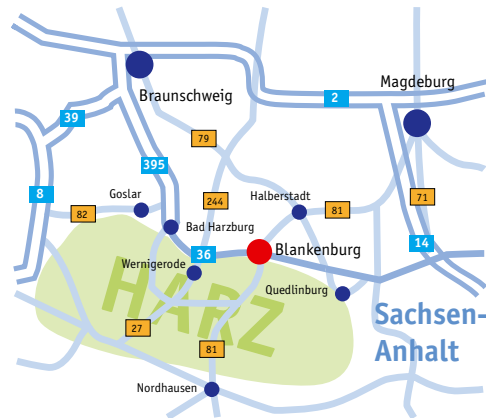 Magdeburg
Braunschweig
2
39
79
395
8
Goslar
82
244
Halberstadt
81
71
Bad Harzburg
36
Blankenburg
14
Wernigerode
HARZ
Quedlinburg
Sachsen-
Anhalt
27
81
Nordhausen